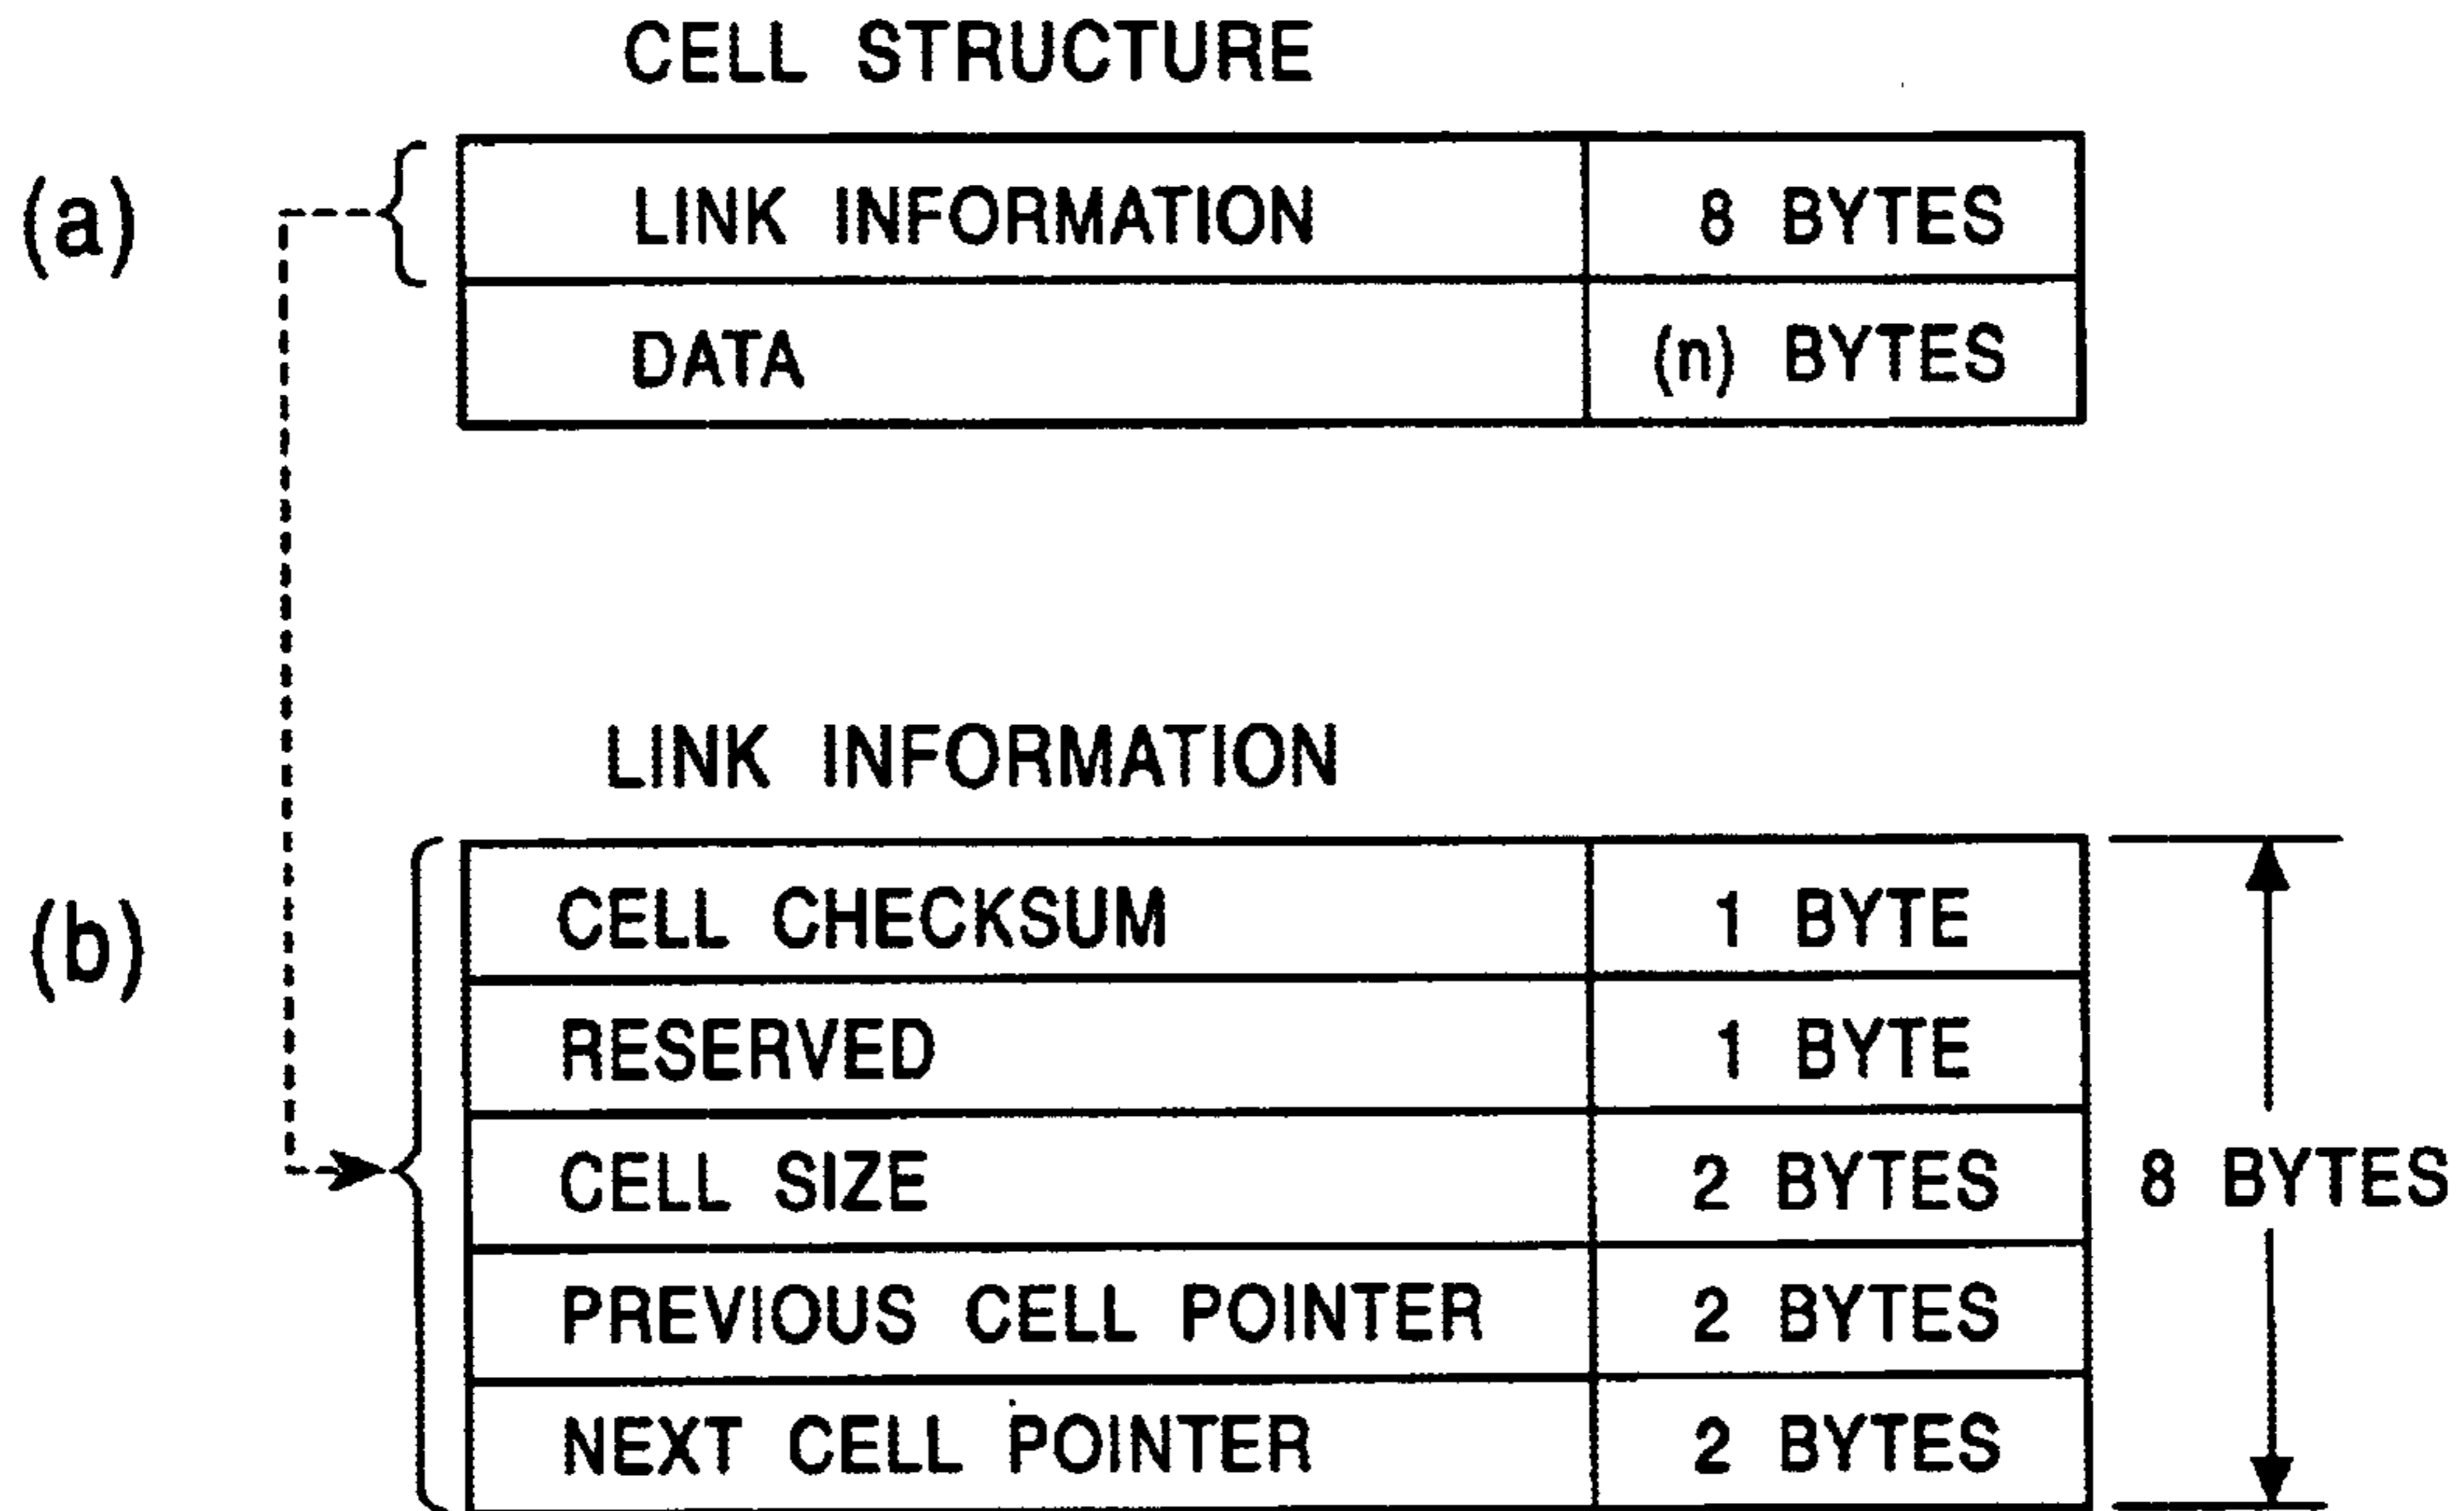 CELL STRUCTURE
(a)
LINK INFORMATION 8 BYTES
DATA (n) BYTES
LINK INFORMATION
(b)
CELL CHECKSUM 1 BYTE
RESERVED 1 BYTE
CELL SIZE 2 BYTES
8 BYTES
PREVIOUS CELL POINTER 2 BYTES
NEXT CELL POINTER 2 BYTES